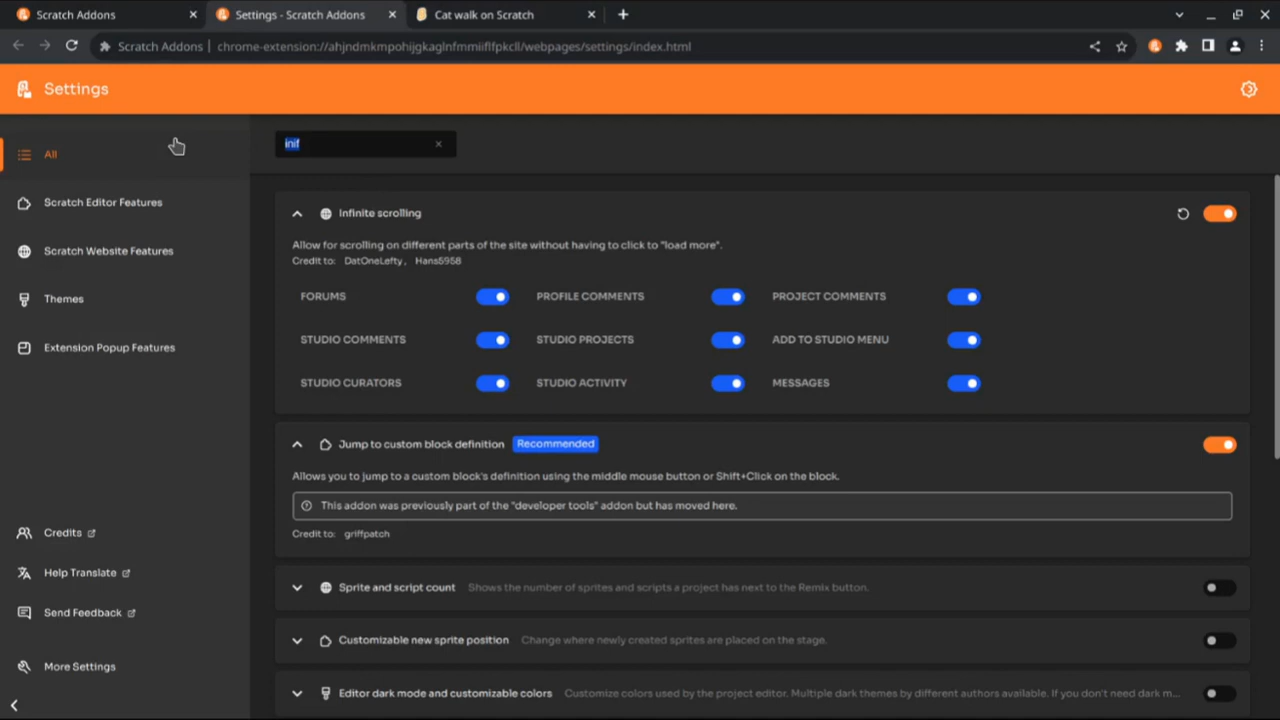 Scratch Addons
Settings - Scratch Addons
Cat walk on Scratch
Scratch Addons | chrome-extension://ahjndmkmpohijgkaglnfmmiiflfpkcll/webpages/settings/index.html
Settings
All
Scratch Editor Features
Scratch Website Features
Themes
Extension Popup Features
Credits
Help Translate
Send Feedback
More Settings
inif
Infinite scrolling
Allow for scrolling on different parts of the site without having to click to "load more".
Credit to: DatOneLefty, Hans5958
FORUMS PROFILE COMMENTS PROJECT COMMENTS
STUDIO COMMENTS STUDIO PROJECTS ADD TO STUDIO MENU
STUDIO CURATORS STUDIO ACTIVITY MESSAGES
Jump to custom block definition Recommended
Allows you to jump to a custom block's definition using the middle mouse button or Shift+Click on the block.
This addon was previously part of the "developer tools" addon but has moved here.
Credit to: griffpatch
Sprite and script count Shows the number of sprites and scripts a project has next to the Remix button.
Customizable new sprite position Change where newly created sprites are placed on the stage.
Editor dark mode and customizable colors Customize colors used by the project editor. Multiple dark themes by different authors available. If you don't need dark m...